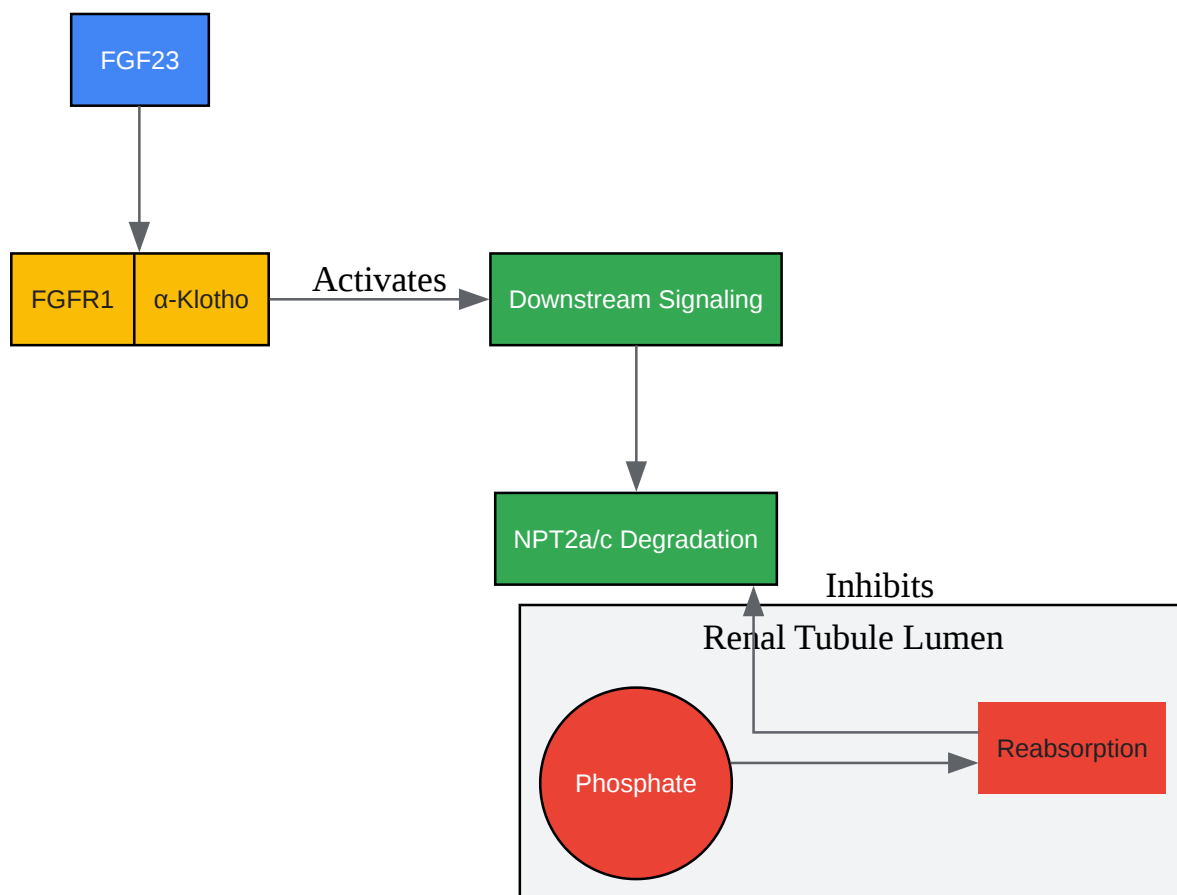 FGF23
FGFR1
α-Klotho
Activates
Downstream Signaling
NPT2a/c Degradation
Inhibits
Renal Tubule Lumen
Phosphate
Reabsorption